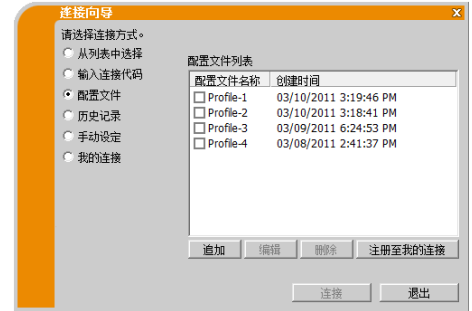 连接向导
x
请选择连接方式。
从列表中选择
输入连接代码
配置文件
历史记录
手动设定
我的连接
配置文件列表
配置文件名称 创建时间
Profile-1 03/10/2011 3:19:46 PM
Profile-2 03/10/2011 3:18:41 PM
Profile-3 03/09/2011 6:24:53 PM
Profile-4 03/08/2011 2:41:37 PM
追加 编辑 删除 注册至我的连接
连接 退出